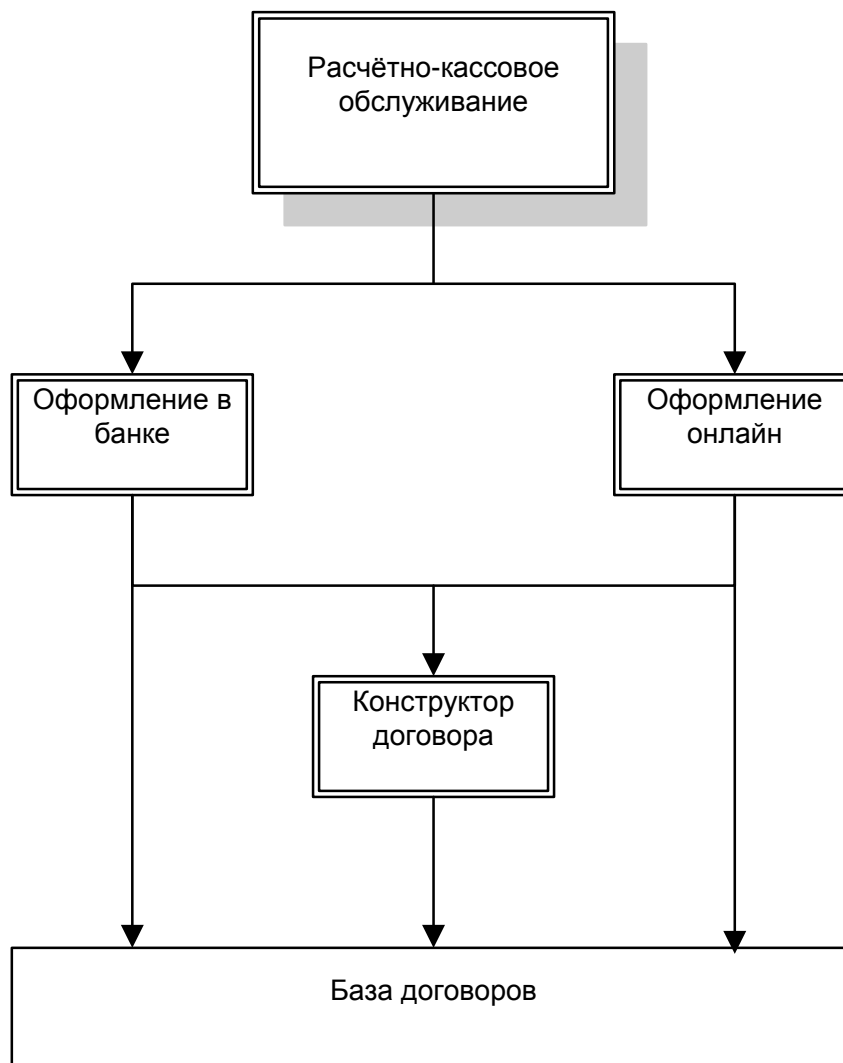 Расчётно-кассовое
обслуживание
Оформление в
банке
Оформление
онлайн
Конструктор
договора
База договоров